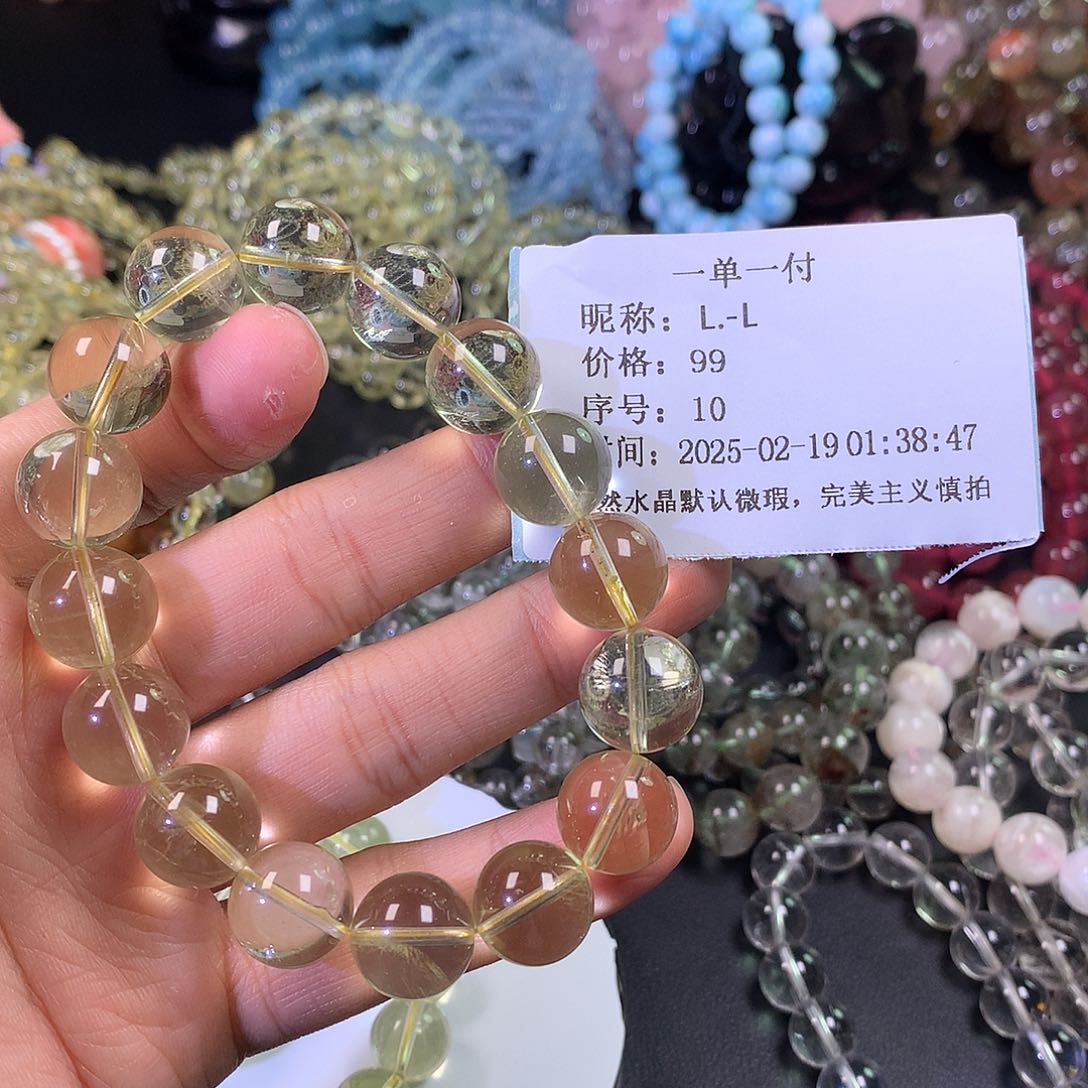 一单一付
昵称: L.-L
价格: 99
序号: 10
间: 2025-02-19 01:38:47
然水晶默认微瑕，完美主义慎拍